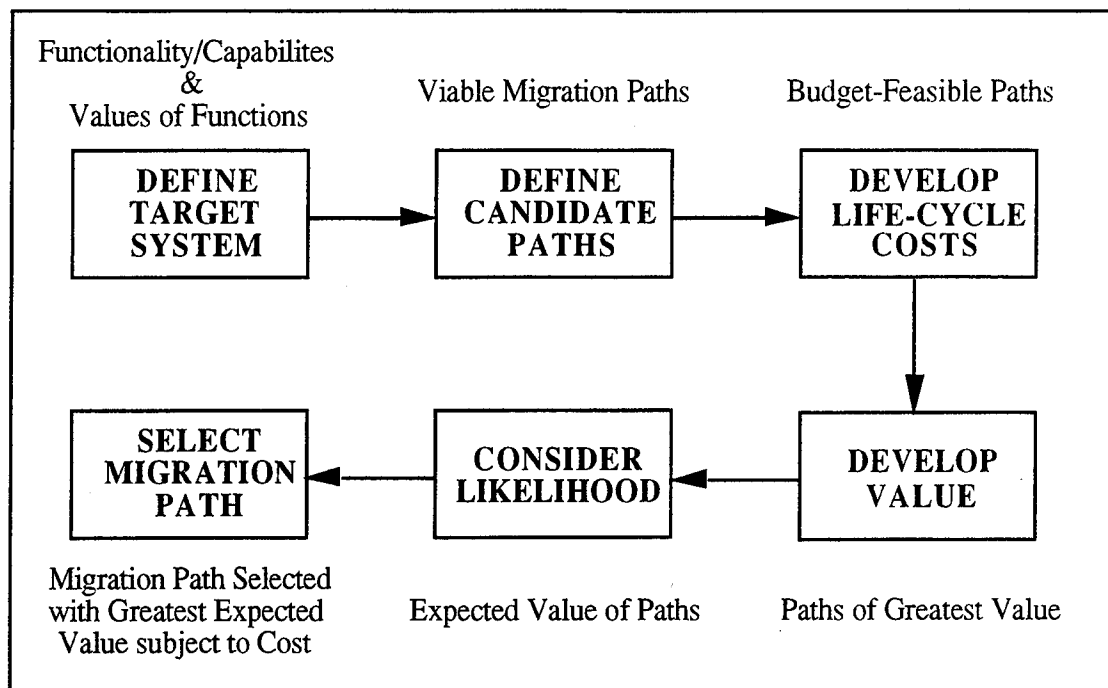 Functionality/Capabilites
&
Values of Functions
Viable Migration Paths
Budget-Feasible Paths
DEFINE
TARGET
SYSTEM
DEFINE
CANDIDATE
PATHS
DEVELOP
LIFE-CYCLE
COSTS
SELECT
MIGRATION
PATH
CONSIDER
LIKELIHOOD
DEVELOP
VALUE
Migration Path Selected
with Greatest Expected
Value subject to Cost
Expected Value of Paths
Paths of Greatest Value